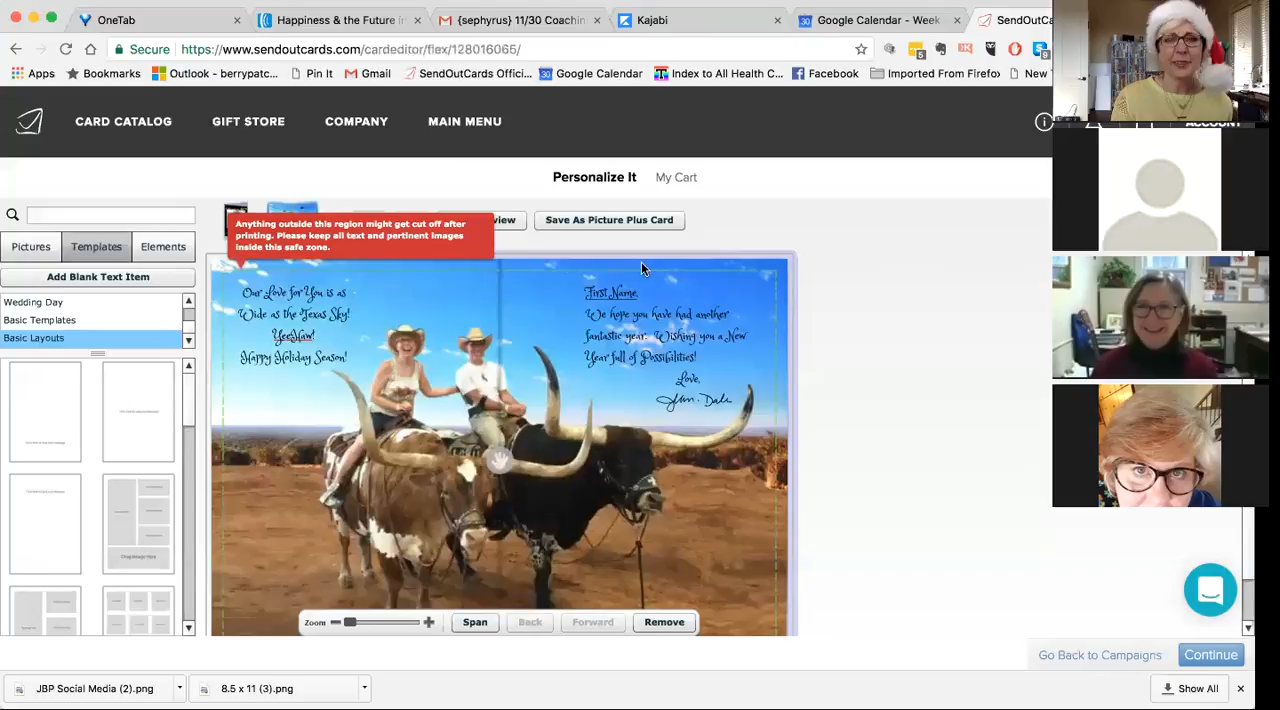 OneTab
Happiness & the Future i
{sephyrus} 11/30 Coachin
Kajabi
Google Calendar - Week
SendOutCa
Secure
https://www.sendoutcards.com/cardeditor/flex/128016065/
5
Apps
Bookmarks
Outlook - berrypatc...
Pin It
Gmail
SendOutCards Offici...
30 Google Calendar
Index to All Health C...
Facebook
Imported From Firefox
New
CARD CATALOG
GIFT STORE
COMPANY
MAIN MENU
ACCOUNT
Personalize It
My Cart
view
Save As Picture Plus Card
Anything outside this region might get cut off after
printing. Please keep all text and pertinent images
inside this safe zone.
Pictures
Templates
Elements
Add Blank Text Item
Wedding Day
Basic Templates
Basic Layouts
Our Love for You is as
Wide as the Texas Sky!
YeeHaw!
Happy Holiday Season!
First Name,
We hope you have had another
fantastic year. Wishing you a New
Year full of Possibilities!
Love,
Zoom
Span
Back
Forward
Remove
Go Back to Campaigns
Continue
JBP Social Media (2).png
8.5 x 11 (3).png
Show All